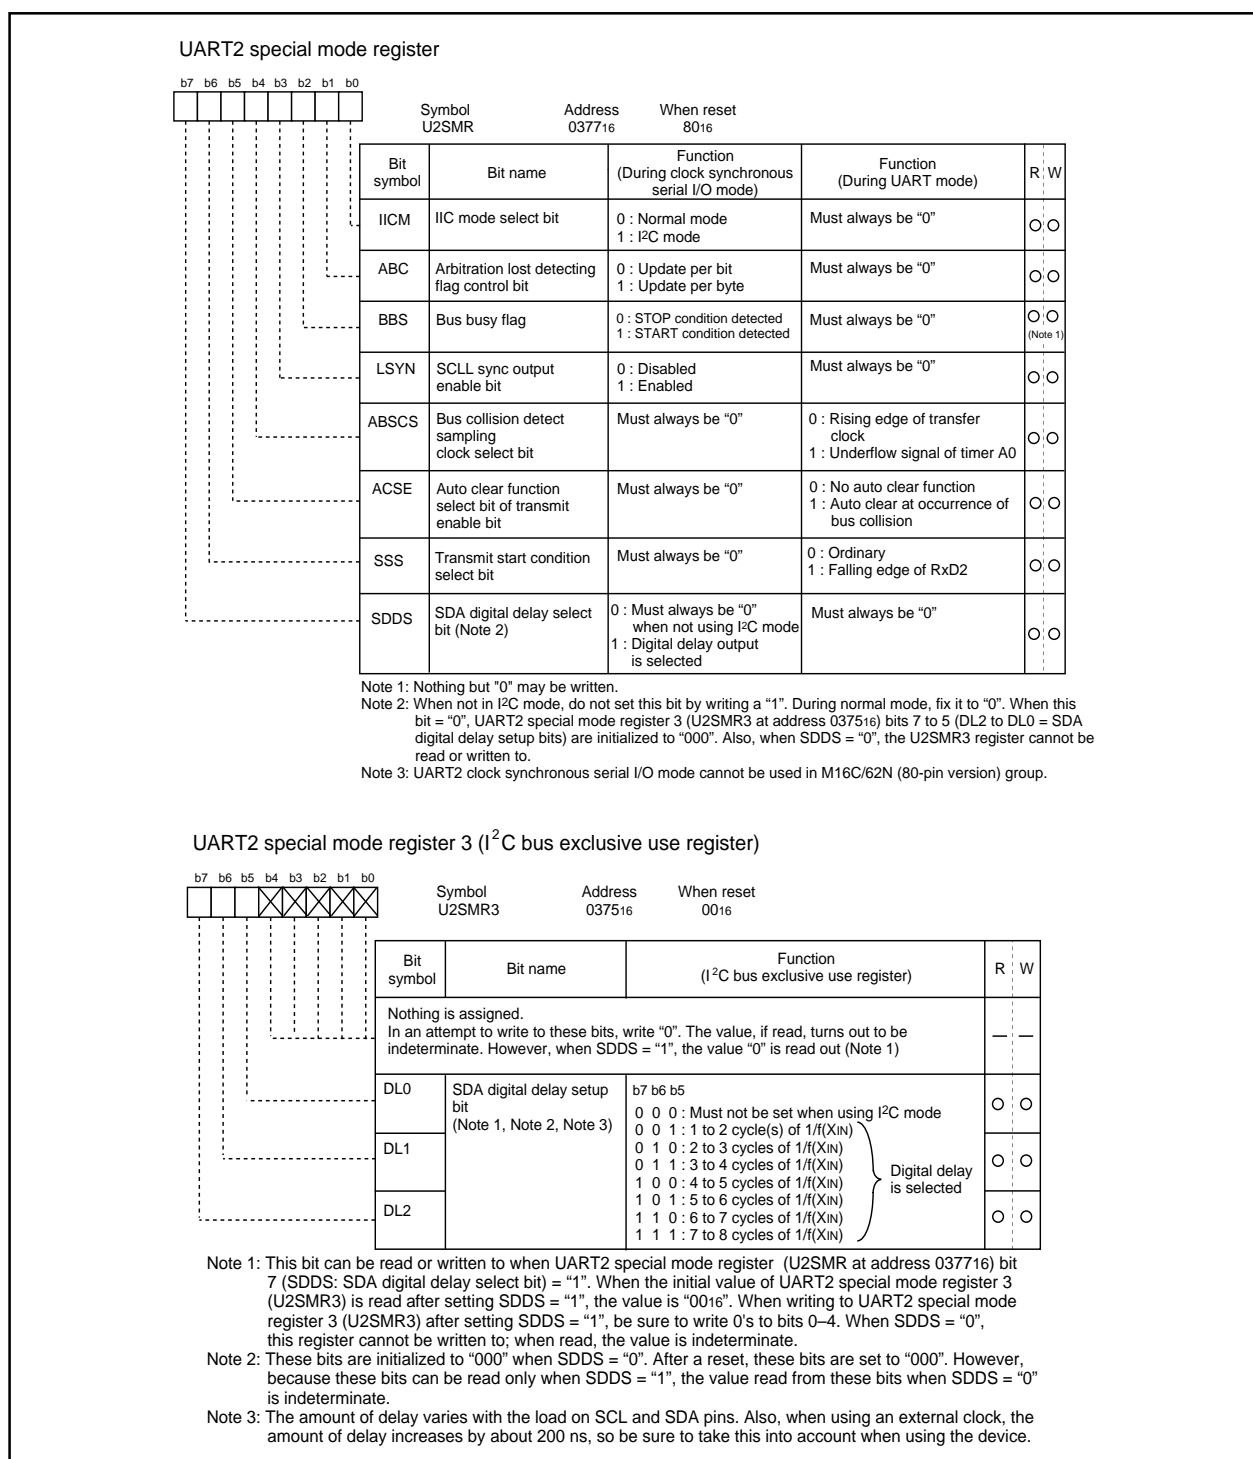 UART2 special mode register
b7 b6 b5 b4 b3 b2 b1 b0
Symbol Address When reset
U2SMR 037716 8016
Bit symbol Bit name Function (During clock synchronous serial I/O mode) Function (During UART mode) R W
IICM IIC mode select bit 0 : Normal mode Must always be “0”
1 : I2C mode
ABC Arbitration lost detecting 0 : Update per bit Must always be “0”
flag control bit 1 : Update per byte
BBS Bus busy flag 0 : STOP condition detected Must always be “0”
1 : START condition detected (Note 1)
LSYN SCLL sync output 0 : Disabled Must always be “0”
enable bit 1 : Enabled
ABSCS Bus collision detect Must always be “0” 0 : Rising edge of transfer
sampling clock
clock select bit 1 : Underflow signal of timer A0
ACSE Auto clear function Must always be “0” 0 : No auto clear function
select bit of transmit 1 : Auto clear at occurrence of
enable bit bus collision
SSS Transmit start condition Must always be “0” 0 : Ordinary
select bit 1 : Falling edge of RxD2
SDDS SDA digital delay select 0 : Must always be “0” Must always be “0”
bit (Note 2) when not using I2C mode
1 : Digital delay output
is selected
Note 1: Nothing but "0" may be written.
Note 2: When not in I2C mode, do not set this bit by writing a “1”. During normal mode, fix it to “0”. When this
bit = “0”, UART2 special mode register 3 (U2SMR3 at address 037516) bits 7 to 5 (DL2 to DL0 = SDA
digital delay setup bits) are initialized to “000”. Also, when SDDS = “0”, the U2SMR3 register cannot be
read or written to.
Note 3: UART2 clock synchronous serial I/O mode cannot be used in M16C/62N (80-pin version) group.
UART2 special mode register 3 (I2C bus exclusive use register)
b7 b6 b5 b4 b3 b2 b1 b0
Symbol Address When reset
U2SMR3 037516 0016
Bit symbol Bit name Function (I2C bus exclusive use register) R W
Nothing is assigned.
In an attempt to write to these bits, write “0”. The value, if read, turns out to be
indeterminate. However, when SDDS = “1”, the value “0” is read out (Note 1) — —
DL0 SDA digital delay setup b7 b6 b5
bit 0 0 0 : Must not be set when using I2C mode
(Note 1, Note 2, Note 3) 0 0 1 : 1 to 2 cycle(s) of 1/f(XIN)
DL1 0 1 0 : 2 to 3 cycles of 1/f(XIN)
0 1 1 : 3 to 4 cycles of 1/f(XIN) Digital delay
1 0 0 : 4 to 5 cycles of 1/f(XIN) is selected
1 0 1 : 5 to 6 cycles of 1/f(XIN)
DL2 1 1 0 : 6 to 7 cycles of 1/f(XIN)
1 1 1 : 7 to 8 cycles of 1/f(XIN)
Note 1: This bit can be read or written to when UART2 special mode register (U2SMR at address 037716) bit
7 (SDDS: SDA digital delay select bit) = “1”. When the initial value of UART2 special mode register 3
(U2SMR3) is read after setting SDDS = “1”, the value is “0016”. When writing to UART2 special mode
register 3 (U2SMR3) after setting SDDS = “1”, be sure to write 0's to bits 0–4. When SDDS = “0”,
this register cannot be written to; when read, the value is indeterminate.
Note 2: These bits are initialized to “000” when SDDS = “0”. After a reset, these bits are set to “000”. However,
because these bits can be read only when SDDS = “1”, the value read from these bits when SDDS = “0”
is indeterminate.
Note 3: The amount of delay varies with the load on SCL and SDA pins. Also, when using an external clock, the
amount of delay increases by about 200 ns, so be sure to take this into account when using the device.